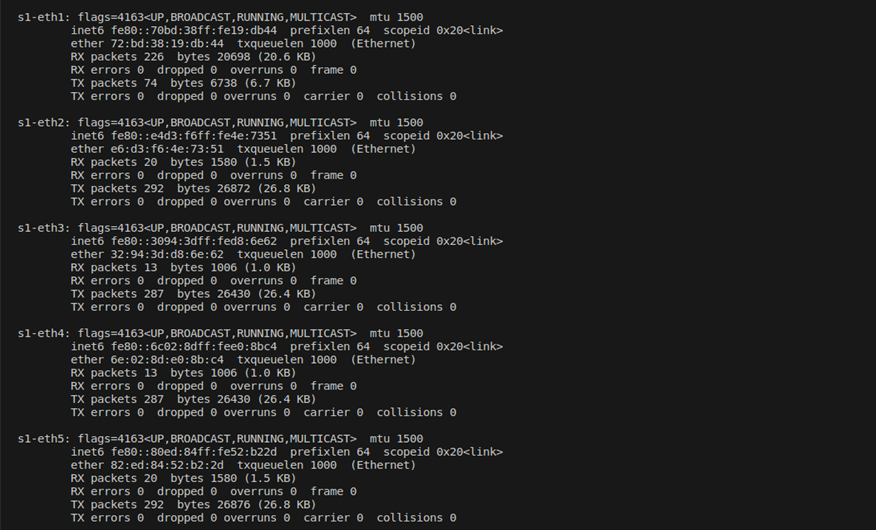 s1-eth1: flags=4163<UP,BROADCAST,RUNNING,MULTICAST>  mtu 1500
        inet6 fe80::70bd:38ff:fe19:db44  prefixlen 64  scopeid 0x20<link>
        ether 72:bd:38:19:db:44  txqueuelen 1000  (Ethernet)
        RX packets 226  bytes 20698 (20.6 KB)
        RX errors 0  dropped 0  overruns 0  frame 0
        TX packets 74  bytes 6738 (6.7 KB)
        TX errors 0  dropped 0 overruns 0  carrier 0  collisions 0

s1-eth2: flags=4163<UP,BROADCAST,RUNNING,MULTICAST>  mtu 1500
        inet6 fe80::e4d3:f6ff:fe4e:7351  prefixlen 64  scopeid 0x20<link>
        ether e6:d3:f6:4e:73:51  txqueuelen 1000  (Ethernet)
        RX packets 20  bytes 1580 (1.5 KB)
        RX errors 0  dropped 0  overruns 0  frame 0
        TX packets 292  bytes 26872 (26.8 KB)
        TX errors 0  dropped 0 overruns 0  carrier 0  collisions 0

s1-eth3: flags=4163<UP,BROADCAST,RUNNING,MULTICAST>  mtu 1500
        inet6 fe80::3094:3dff:fed8:6e62  prefixlen 64  scopeid 0x20<link>
        ether 32:94:3d:d8:6e:62  txqueuelen 1000  (Ethernet)
        RX packets 13  bytes 1006 (1.0 KB)
        RX errors 0  dropped 0  overruns 0  frame 0
        TX packets 287  bytes 26430 (26.4 KB)
        TX errors 0  dropped 0 overruns 0  carrier 0  collisions 0

s1-eth4: flags=4163<UP,BROADCAST,RUNNING,MULTICAST>  mtu 1500
        inet6 fe80::6c02:8dff:fee0:8bc4  prefixlen 64  scopeid 0x20<link>
        ether 6e:02:8d:e0:8b:c4  txqueuelen 1000  (Ethernet)
        RX packets 13  bytes 1006 (1.0 KB)
        RX errors 0  dropped 0  overruns 0  frame 0
        TX packets 287  bytes 26430 (26.4 KB)
        TX errors 0  dropped 0 overruns 0  carrier 0  collisions 0

s1-eth5: flags=4163<UP,BROADCAST,RUNNING,MULTICAST>  mtu 1500
        inet6 fe80::80ed:84ff:fe52:b22d  prefixlen 64  scopeid 0x20<link>
        ether 82:ed:84:52:b2:2d  txqueuelen 1000  (Ethernet)
        RX packets 20  bytes 1580 (1.5 KB)
        RX errors 0  dropped 0  overruns 0  frame 0
        TX packets 292  bytes 26876 (26.8 KB)
        TX errors 0  dropped 0 overruns 0  carrier 0  collisions 0